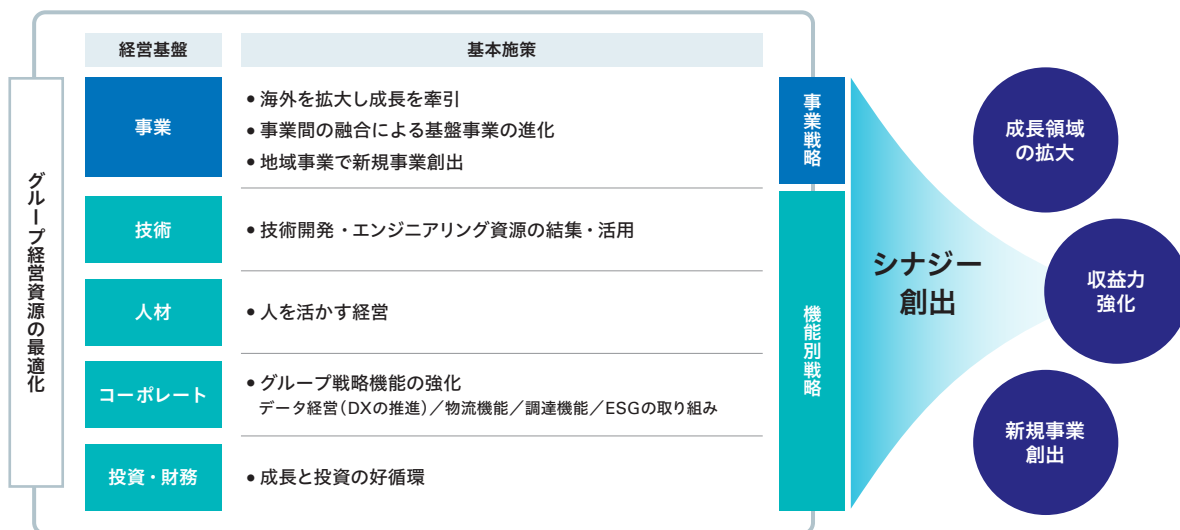 グループ経営資源の最適化
経営基盤
基本施策
事業
• 海外を拡大し成長を牽引
• 事業間の融合による基盤事業の進化
• 地域事業で新規事業創出
技術
• 技術開発・エンジニアリング資源の結集・活用
人材
• 人を活かす経営
コーポレート
• グループ戦略機能の強化
データ経営（DXの推進）／物流機能／調達機能／ESGの取り組み
投資・財務
• 成長と投資の好循環
事業戦略
機能別戦略
シナジー
創出
成長領域
の拡大
収益力
強化
新規事業
創出